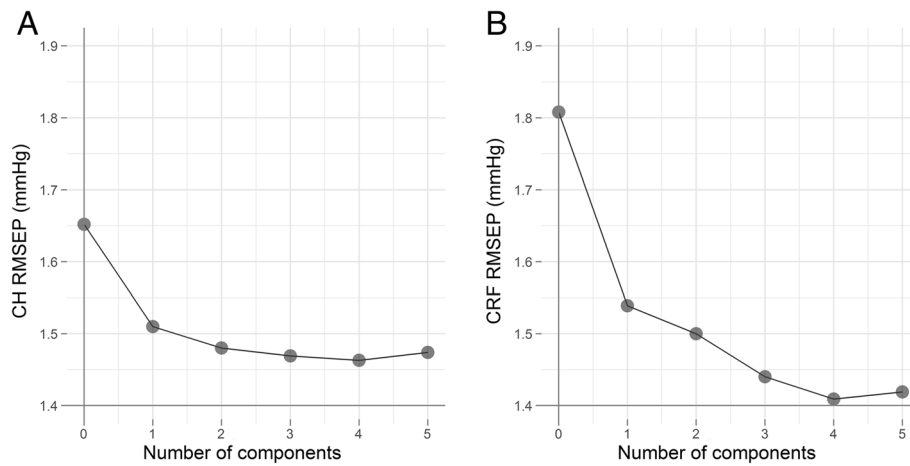 A
CH RMSEP (mmHg)
1.9
1.8
1.7
1.6
1.5
1.4
0 1 2 3 4 5
Number of components
B
CRF RMSEP (mmHg)
1.9
1.8
1.7
1.6
1.5
1.4
0 1 2 3 4 5
Number of components